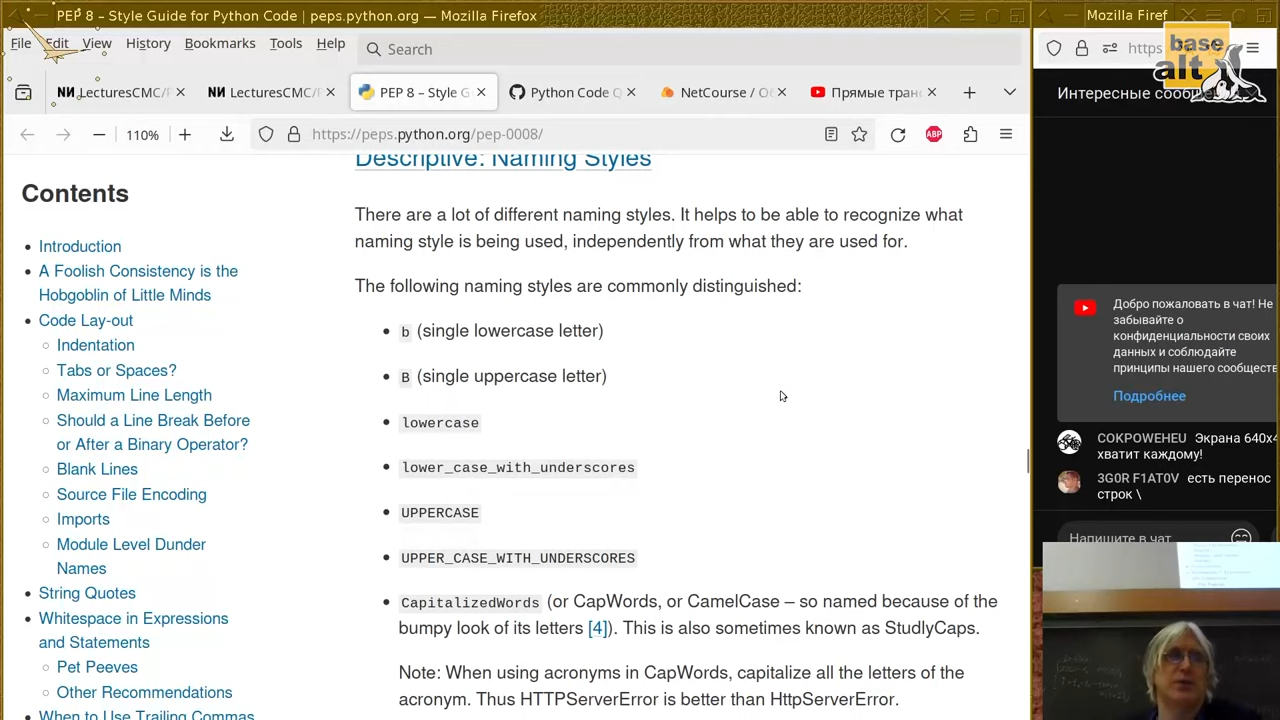 PEP 8 – Style Guide for Python Code | peps.python.org — Mozilla Firefox
Mozilla Firef
File Edit View History Bookmarks Tools Help
Search
https
base
alt
LecturesCMC/P
LecturesCMC/P
PEP 8 – Style G
Python Code Q
NetCourse / Ob
Прямые тран
Интересные сообще
110%
https://peps.python.org/pep-0008/
ABP
Descriptive: Naming Styles
Contents
Introduction
A Foolish Consistency is the
Hobgoblin of Little Minds
Code Lay-out
Indentation
Tabs or Spaces?
Maximum Line Length
Should a Line Break Before
or After a Binary Operator?
Blank Lines
Source File Encoding
Imports
Module Level Dunder
Names
String Quotes
Whitespace in Expressions
and Statements
Pet Peeves
Other Recommendations
When to Use Trailing Commas
There are a lot of different naming styles. It helps to be able to recognize what
naming style is being used, independently from what they are used for.
The following naming styles are commonly distinguished:
b (single lowercase letter)
B (single uppercase letter)
lowercase
lower_case_with_underscores
UPPERCASE
UPPER_CASE_WITH_UNDERSCORES
CapitalizedWords (or CapWords, or CamelCase – so named because of the
bumpy look of its letters [4]). This is also sometimes known as StudlyCaps.
Note: When using acronyms in CapWords, capitalize all the letters of the
acronym. Thus HTTPServerError is better than HttpServerError.
Добро пожаловать в чат! Не
забывайте о
конфиденциальности своих
данных и соблюдайте
принципы нашего сообществ
Подробнее
COKPOWEHEU Экрана 640x4
хватит каждому!
3G0R F1AT0V есть перенос
строк \
Напишите в чат